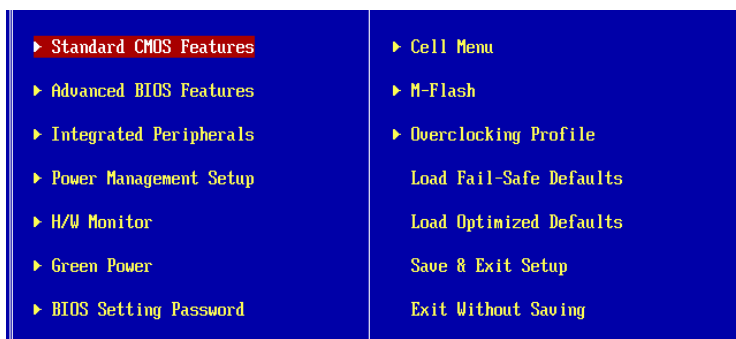 Standard CMOS Features
Advanced BIOS Features
Integrated Peripherals
Power Management Setup
H/W Monitor
Green Power
BIOS Setting Password
Cell Menu
M-Flash
Overclocking Profile
Load Fail-Safe Defaults
Load Optimized Defaults
Save & Exit Setup
Exit Without Saving